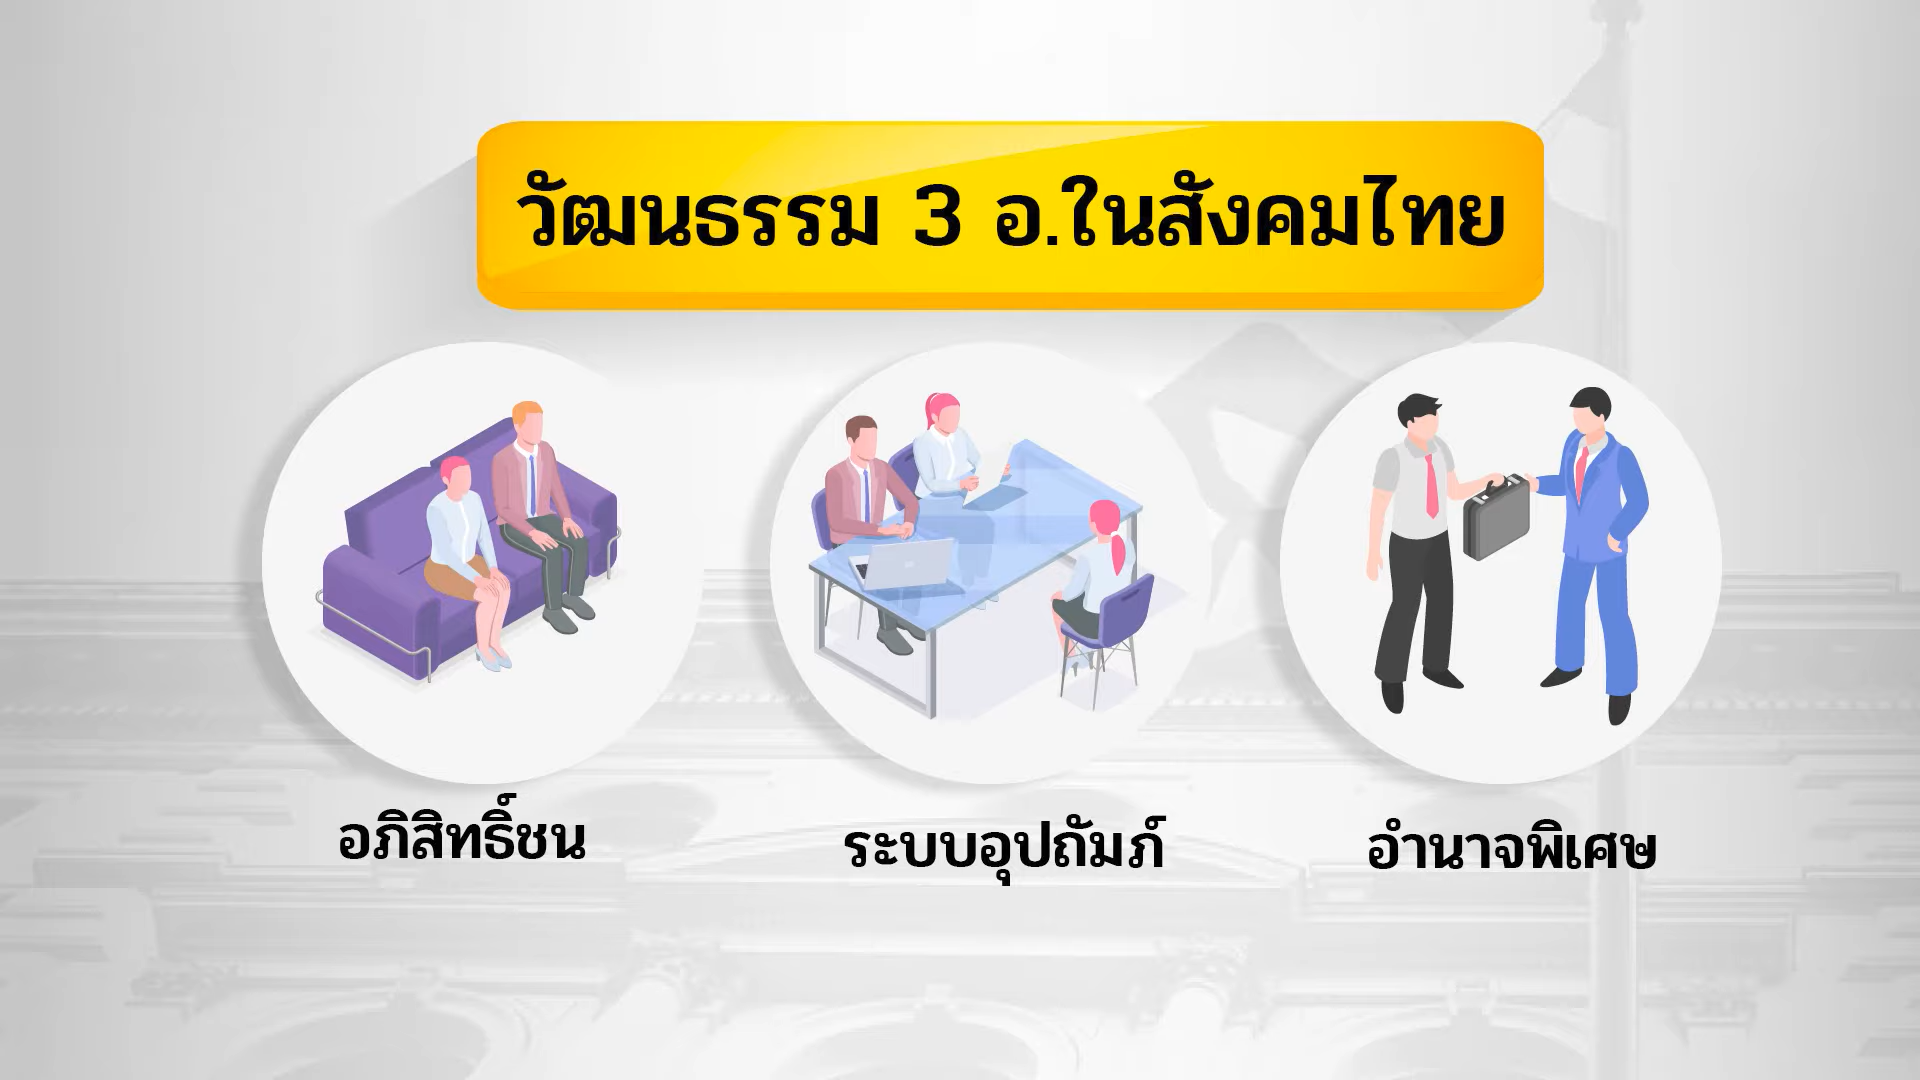 วัฒนธรรม 3 อ.ในสังคมไทย
อภิสิทธิ์ชน
ระบบอุปถัมภ์
อำนาจพิเศษ